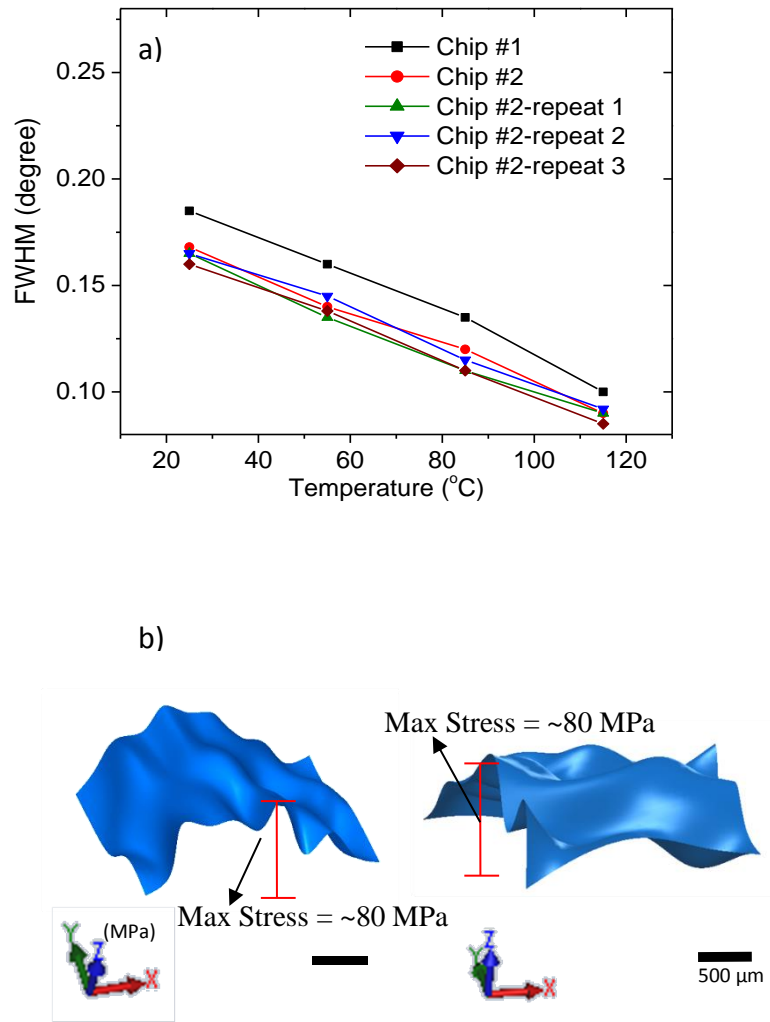 a)
Chip #1
Chip #2
Chip #2-repeat 1
Chip #2-repeat 2
Chip #2-repeat 3
0.25
0.20
0.15
0.10
FWHM (degree)
20 40 60 80 100 120
Temperature (°C)
b)
Max Stress = ~80 MPa
Max Stress = ~80 MPa
Y (MPa)
Z
X
Z
Y
X
500 µm